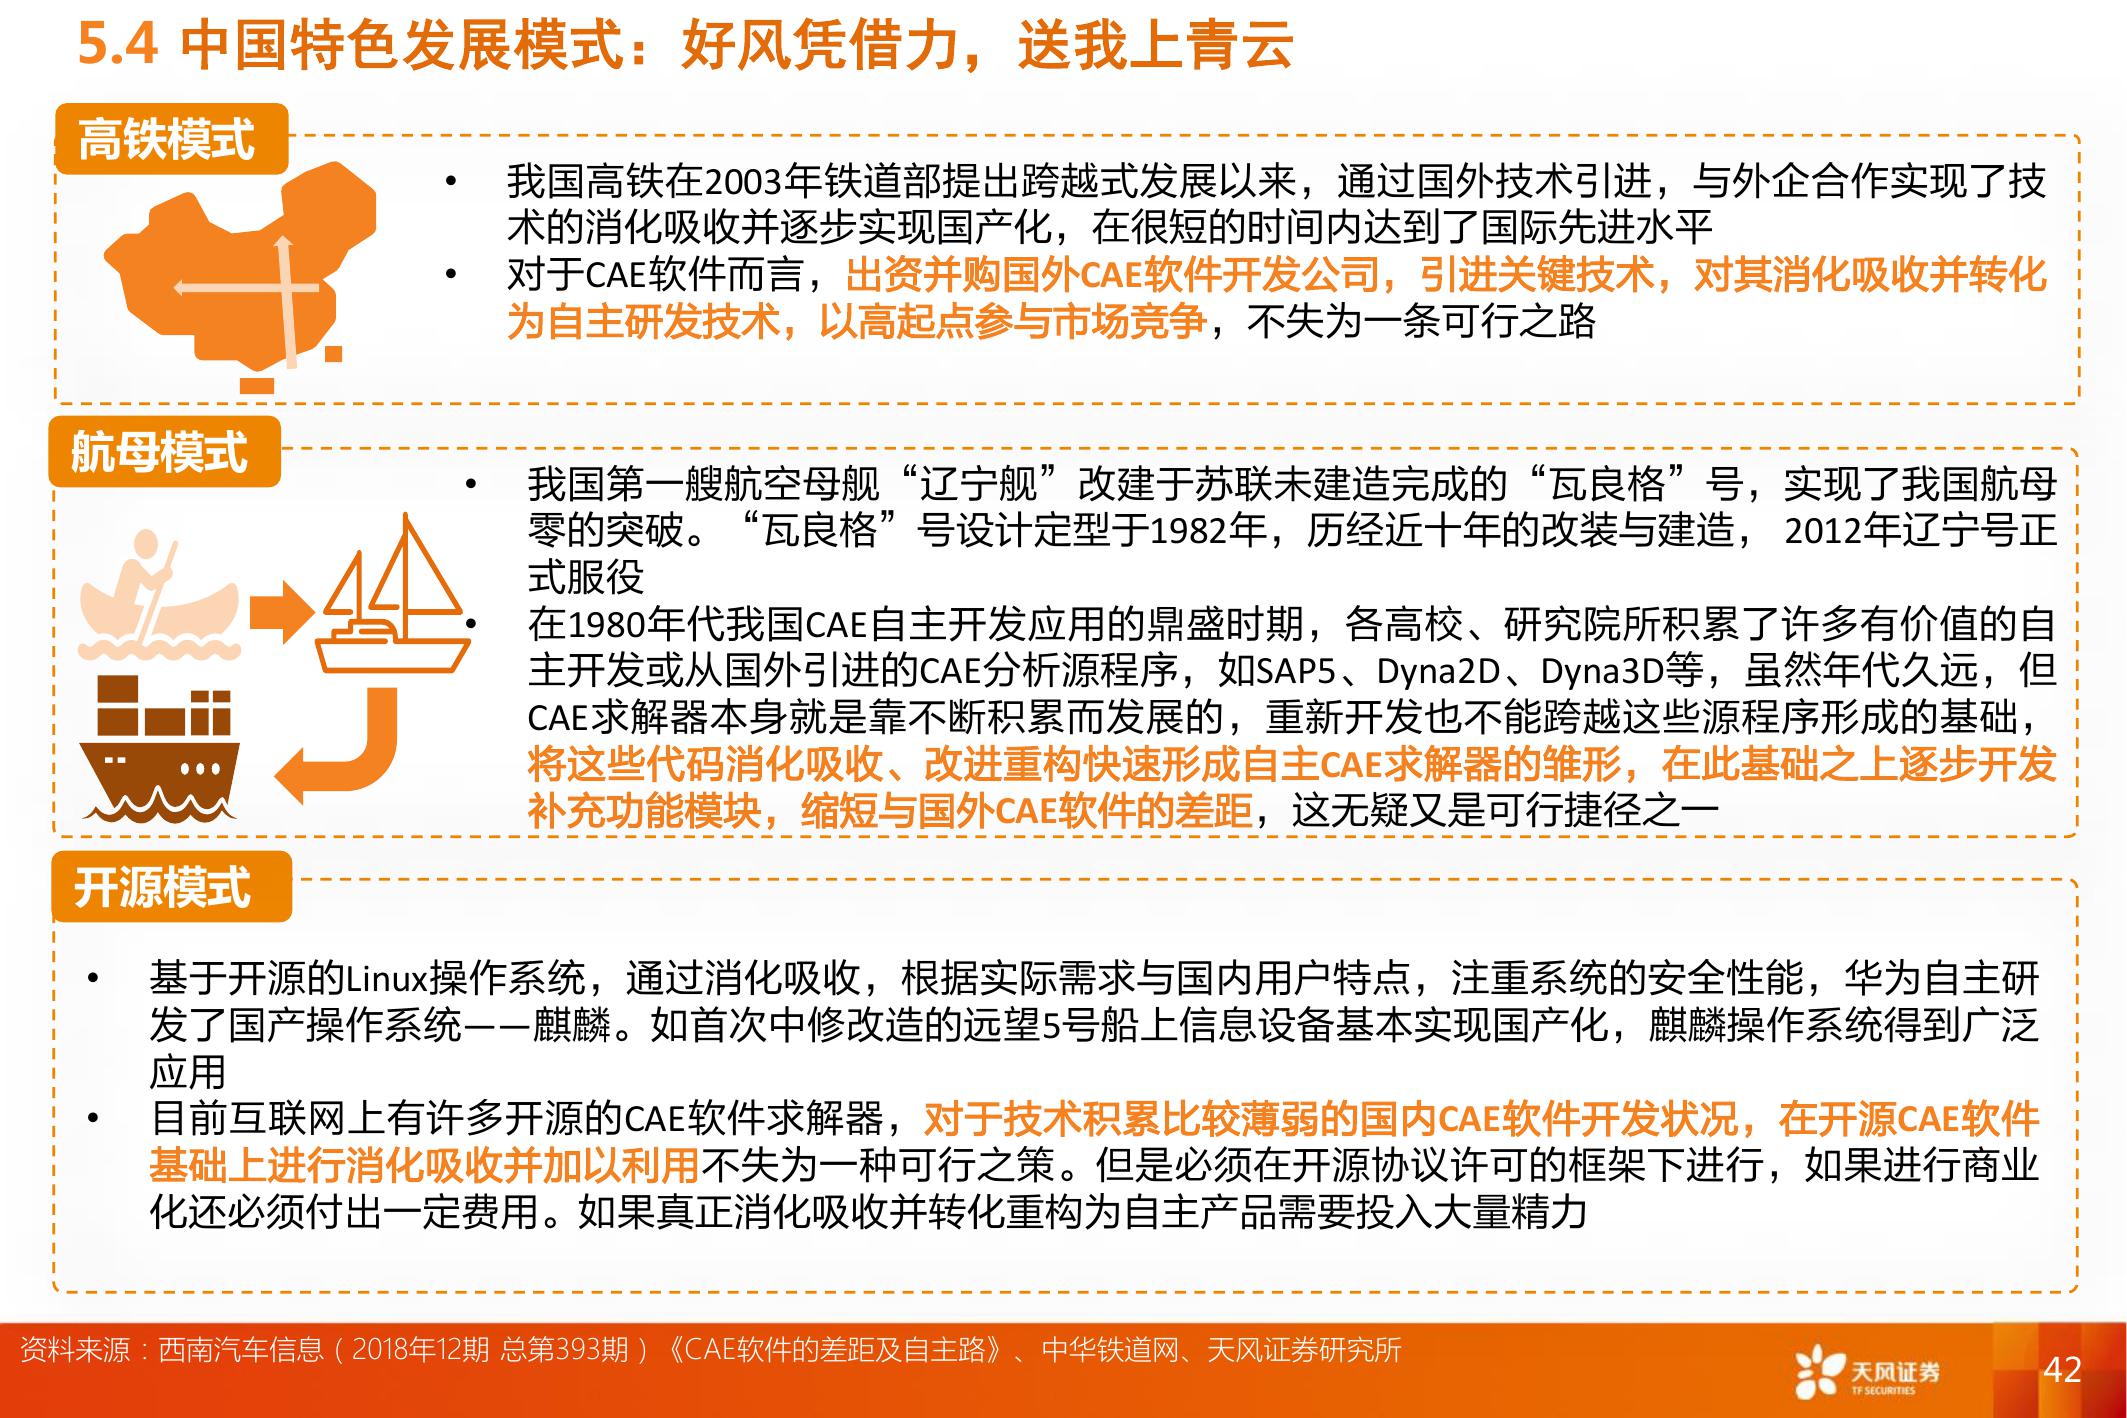 5.4 中国特色发展模式：好风凭借力，送我上青云
高铁模式
• 我国高铁在2003年铁道部提出跨越式发展以来，通过国外技术引进，与外企合作实现了技
术的消化吸收并逐步实现国产化，在很短的时间内达到了国际先进水平
• 对于CAE软件而言，出资并购国外CAE软件开发公司，引进关键技术，对其消化吸收并转化
为自主研发技术，以高起点参与市场竞争，不失为一条可行之路
航母模式
• 我国第一艘航空母舰“辽宁舰”改建于苏联未建造完成的“瓦良格”号，实现了我国航母
零的突破。“瓦良格”号设计定型于1982年，历经近十年的改装与建造， 2012年辽宁号正
式服役
• 在1980年代我国CAE自主开发应用的鼎盛时期，各高校、研究院所积累了许多有价值的自
主开发或从国外引进的CAE分析源程序，如SAP5、Dyna2D、Dyna3D等，虽然年代久远，但
CAE求解器本身就是靠不断积累而发展的，重新开发也不能跨越这些源程序形成的基础，
将这些代码消化吸收、改进重构快速形成自主CAE求解器的雏形，在此基础之上逐步开发
补充功能模块，缩短与国外CAE软件的差距，这无疑又是可行捷径之一
开源模式
• 基于开源的Linux操作系统，通过消化吸收，根据实际需求与国内用户特点，注重系统的安全性能，华为自主研
发了国产操作系统——麒麟。如首次中修改造的远望5号船上信息设备基本实现国产化，麒麟操作系统得到广泛
应用
• 目前互联网上有许多开源的CAE软件求解器，对于技术积累比较薄弱的国内CAE软件开发状况，在开源CAE软件
基础上进行消化吸收并加以利用不失为一种可行之策。但是必须在开源协议许可的框架下进行，如果进行商业
化还必须付出一定费用。如果真正消化吸收并转化重构为自主产品需要投入大量精力
资料来源：西南汽车信息（2018年12期 总第393期）《CAE软件的差距及自主路》、中华铁道网、天风证券研究所
天风证券
TF SECURITIES
42